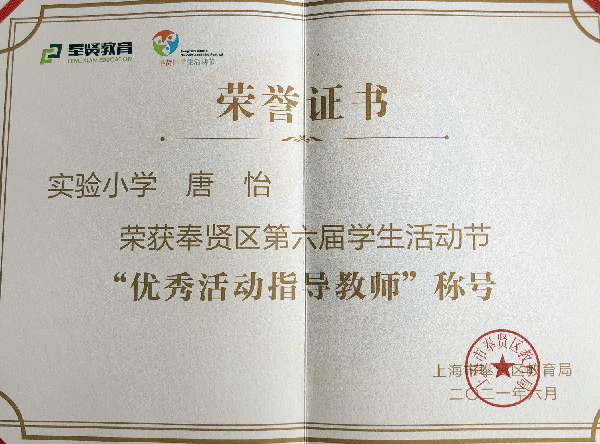 奉贤教育
FENGXIAN EDUCATION
荣誉证书
实验小学 唐 怡
荣获奉贤区第六届学生活动节
“优秀活动指导教师”称号
上海市奉贤区教育局
二〇二一年六月